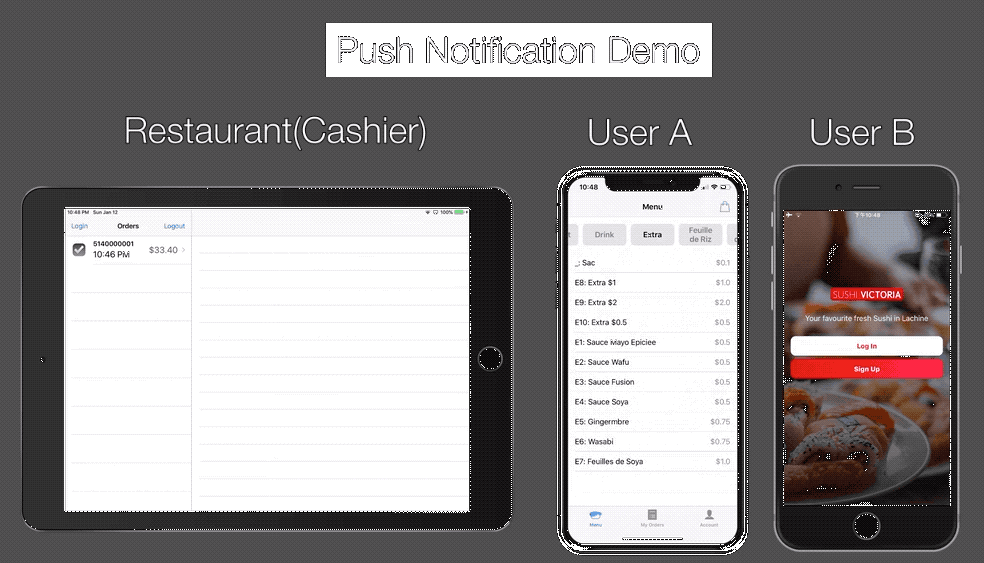 Push Notification Demo
Restaurant(Cashier)
User A
User B
10:48 PM Sun Jan 12
100%
Login Orders Logout
5140000001
10:46 PM
$33.40
10:48
Menu
Drink
Extra
Feuille
de Riz
_: Sac $0.1
E8: Extra $1 $1.0
E9: Extra $2 $2.0
E10: Extra $0.5 $0.5
E1: Sauce Mayo Epiciee $0.5
E2: Sauce Wafu $0.5
E3: Sauce Fusion $0.5
E4: Sauce Soya $0.5
E5: Gingermbre $0.75
E6: Wasabi $0.75
E7: Feuilles de Soya $1.0
Menu My Orders Account
10:48
SUSHI VICTORIA
Your favourite fresh Sushi in Lachine
Log In
Sign Up